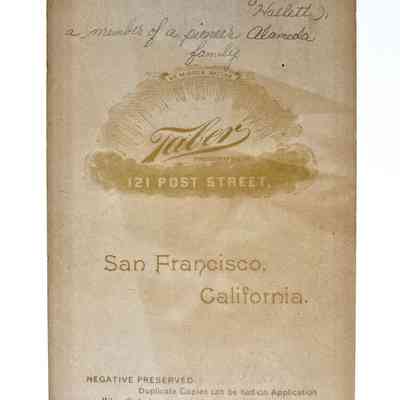 Hatlett),
a member of a pioneer Alameda
family
Taber
121 POST STREET,
San Francisco,
California.
NEGATIVE PRESERVED.
Duplicate Copies can be had on Application